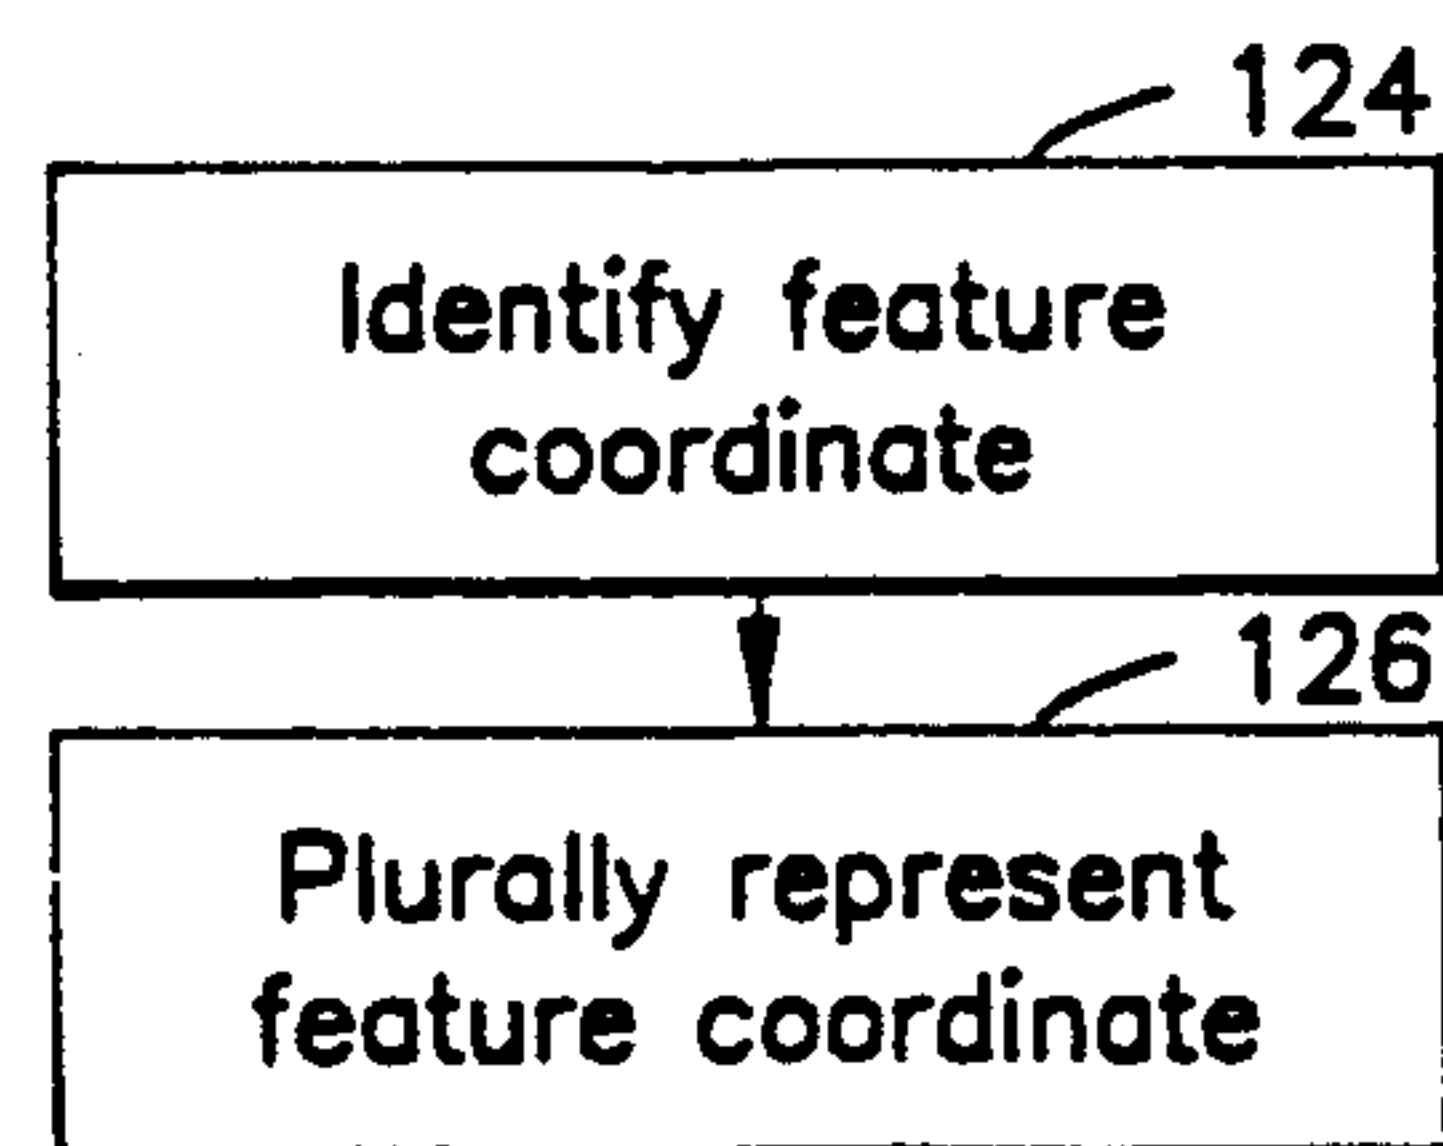 124
Identify feature
coordinate
126
Plurally represent
feature coordinate